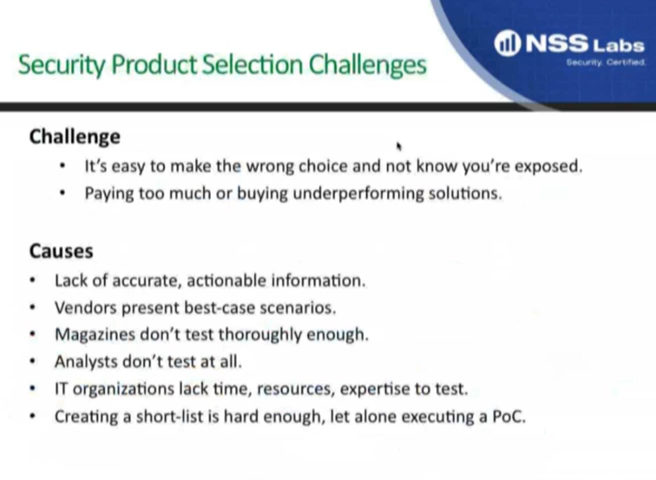 NSS Labs
Security. Certified.
Security Product Selection Challenges
Challenge
• It's easy to make the wrong choice and not know you're exposed.
• Paying too much or buying underperforming solutions.
Causes
• Lack of accurate, actionable information.
• Vendors present best-case scenarios.
• Magazines don't test thoroughly enough.
• Analysts don't test at all.
• IT organizations lack time, resources, expertise to test.
• Creating a short-list is hard enough, let alone executing a PoC.